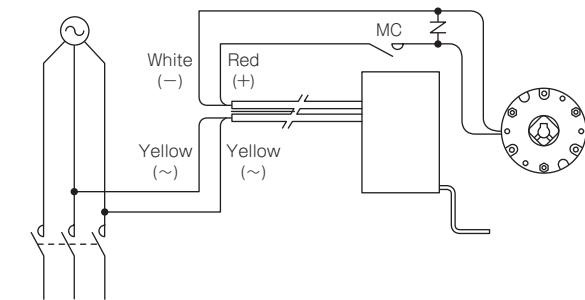 MC
White
(−)
Red
(+)
Yellow
(~)
Yellow
(~)